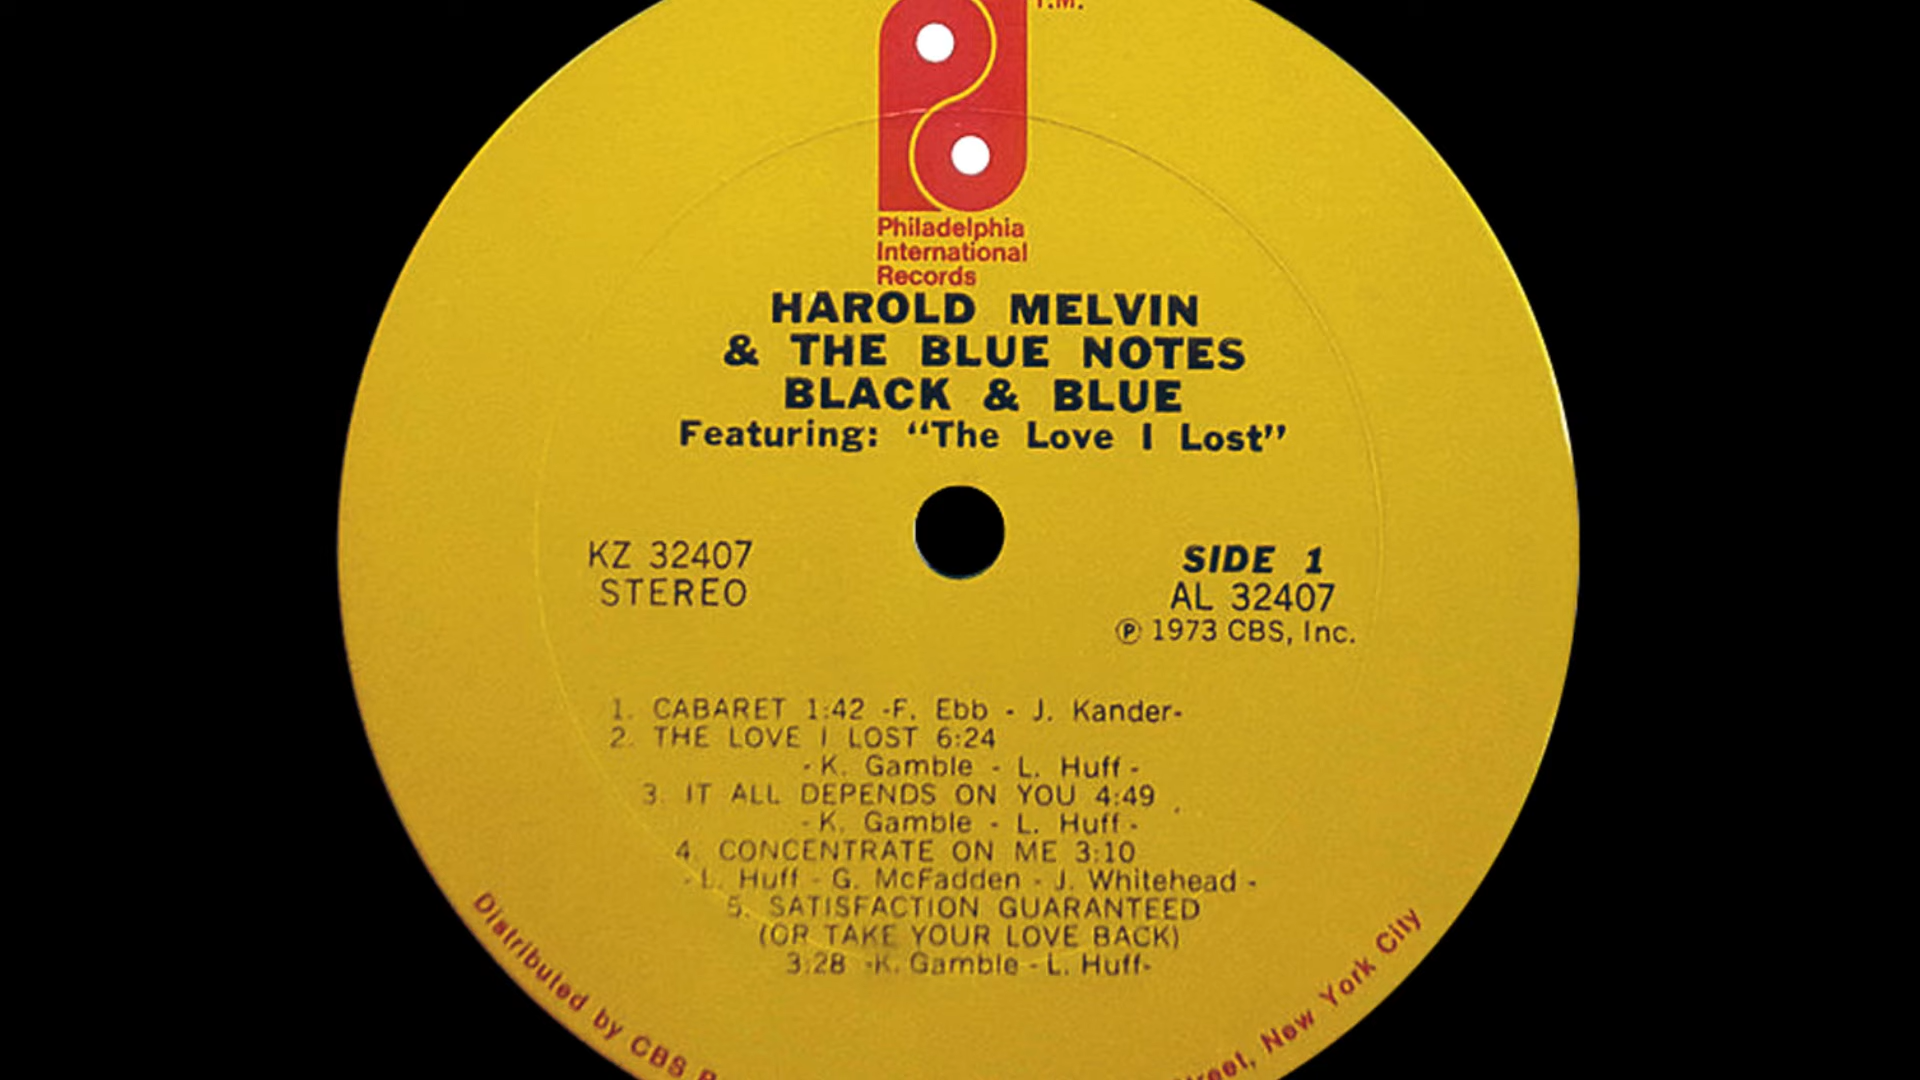 T.M.
Philadelphia
International
Records
HAROLD MELVIN
& THE BLUE NOTES
BLACK & BLUE
Featuring: “The Love I Lost”
KZ 32407
STEREO
SIDE 1
AL 32407
Ⓟ 1973 CBS, Inc.
1. CABARET 1:42 -F. Ebb - J. Kander-
2. THE LOVE I LOST 6:24
- K. Gamble - L. Huff -
3. IT ALL DEPENDS ON YOU 4:49
- K. Gamble - L. Huff -
4. CONCENTRATE ON ME 3:10
- L. Huff - G. McFadden - J. Whitehead -
5. SATISFACTION GUARANTEED
(OR TAKE YOUR LOVE BACK)
3:28 -K. Gamble - L. Huff-
Distributed by CBS
New York City